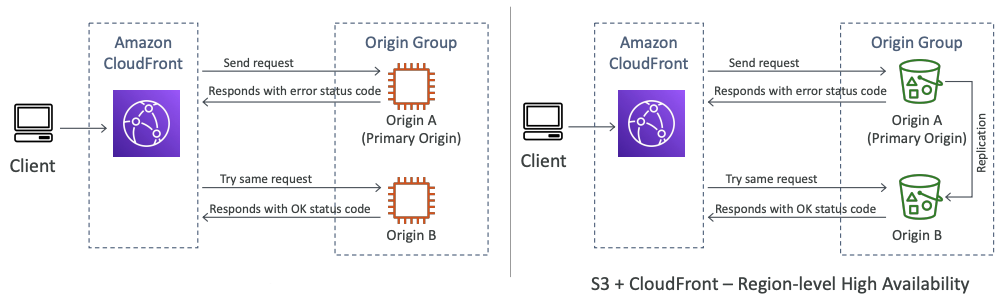 Amazon
CloudFront
Origin Group
Send request
Responds with error status code
Origin A
(Primary Origin)
Client
Try same request
Responds with OK status code
Origin B
Amazon
CloudFront
Origin Group
Send request
Responds with error status code
Origin A
(Primary Origin)
Replication
Client
Try same request
Responds with OK status code
Origin B
S3 + CloudFront – Region-level High Availability